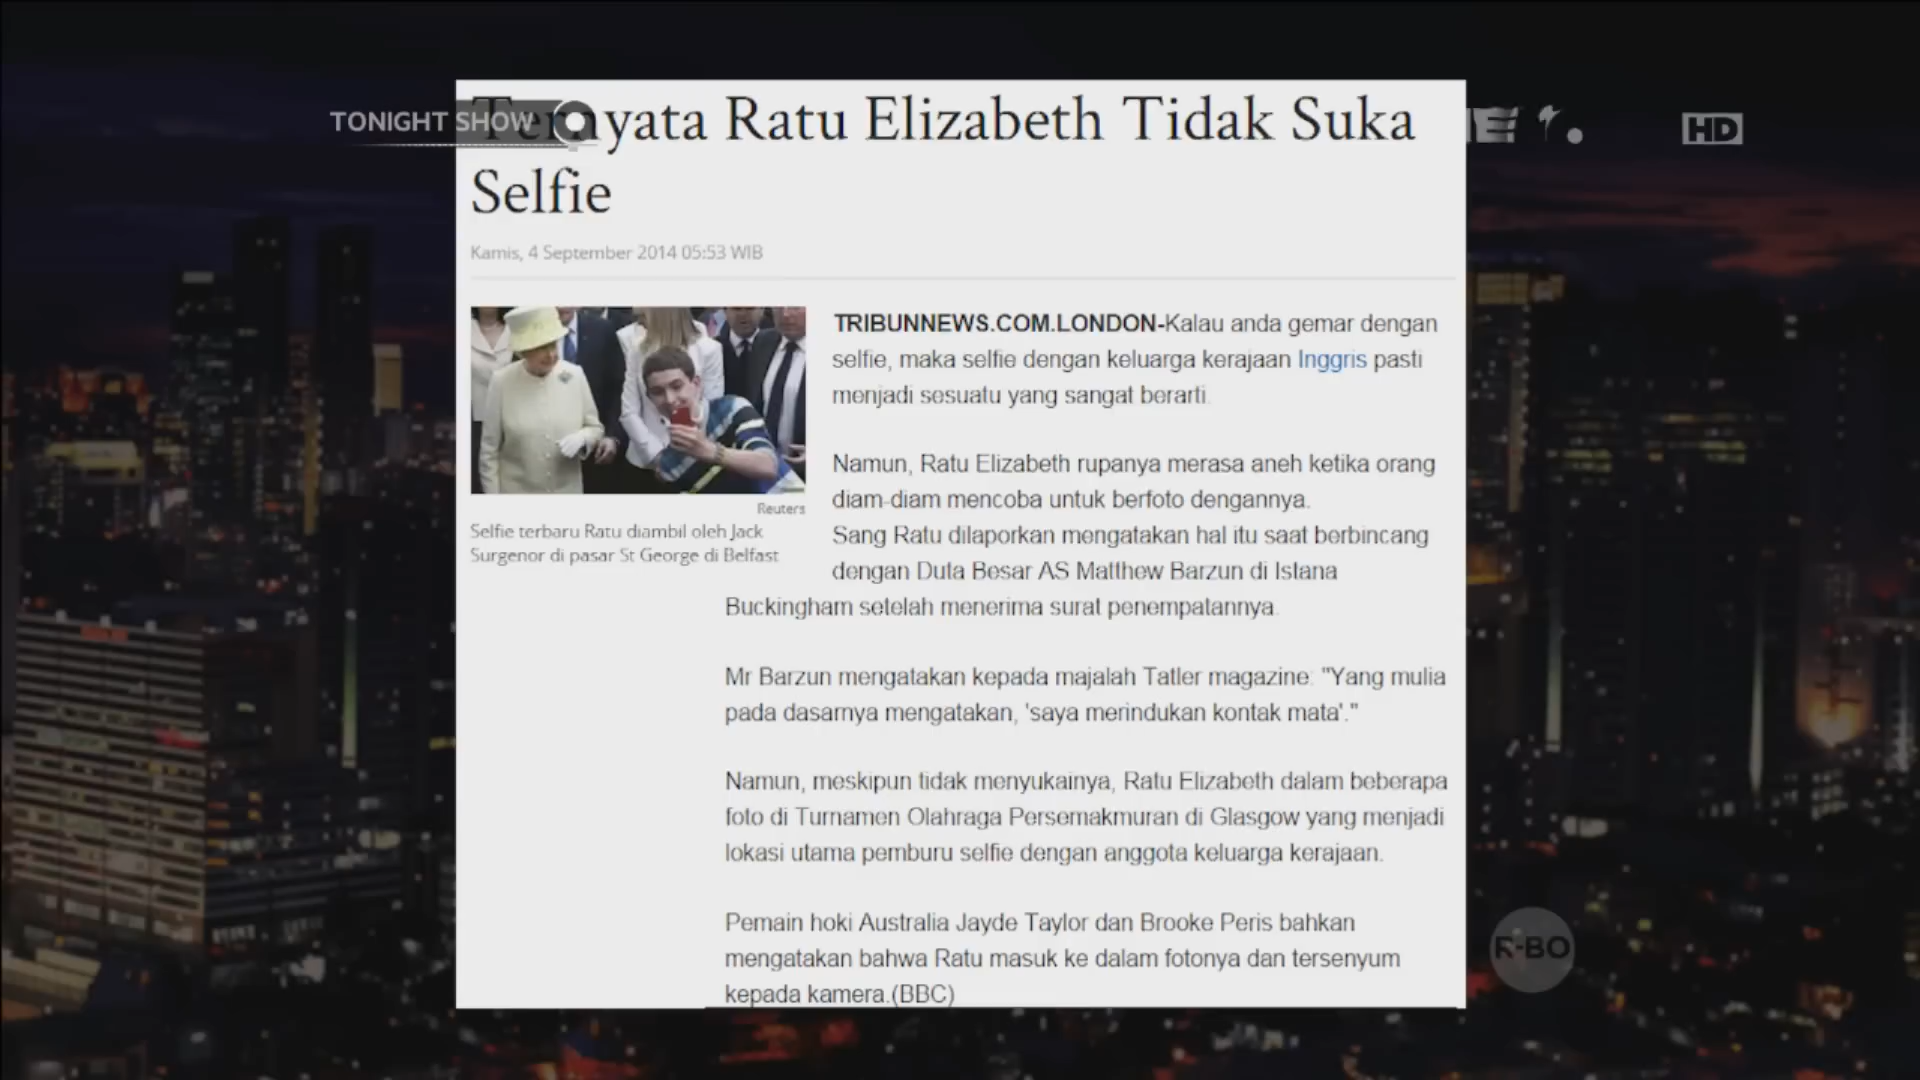 TONIGHT SHOW
HD
Ternyata Ratu Elizabeth Tidak Suka
Selfie
Kamis, 4 September 2014 05:53 WIB
Reuters
Selfie terbaru Ratu diambil oleh Jack
Surgenor di pasar St George di Belfast
TRIBUNNEWS.COM.LONDON-Kalau anda gemar dengan
selfie, maka selfie dengan keluarga kerajaan Inggris pasti
menjadi sesuatu yang sangat berarti.
Namun, Ratu Elizabeth rupanya merasa aneh ketika orang
diam-diam mencoba untuk berfoto dengannya.
Sang Ratu dilaporkan mengatakan hal itu saat berbincang
dengan Duta Besar AS Matthew Barzun di Istana
Buckingham setelah menerima surat penempatannya.
Mr Barzun mengatakan kepada majalah Tatler magazine: "Yang mulia
pada dasarnya mengatakan, 'saya merindukan kontak mata'."
Namun, meskipun tidak menyukainya, Ratu Elizabeth dalam beberapa
foto di Turnamen Olahraga Persemakmuran di Glasgow yang menjadi
lokasi utama pemburu selfie dengan anggota keluarga kerajaan.
Pemain hoki Australia Jayde Taylor dan Brooke Peris bahkan
mengatakan bahwa Ratu masuk ke dalam fotonya dan tersenyum
kepada kamera.(BBC)
R-BO